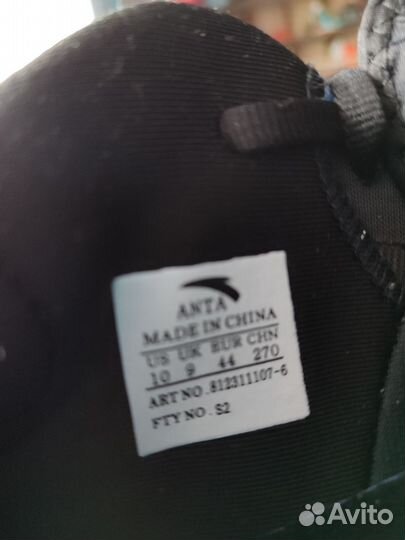 ANTA
MADE IN CHINA
US UK EUR CHN
10 9 44 270
ART NO. 812311107-6
FTY NO. S2
Avito